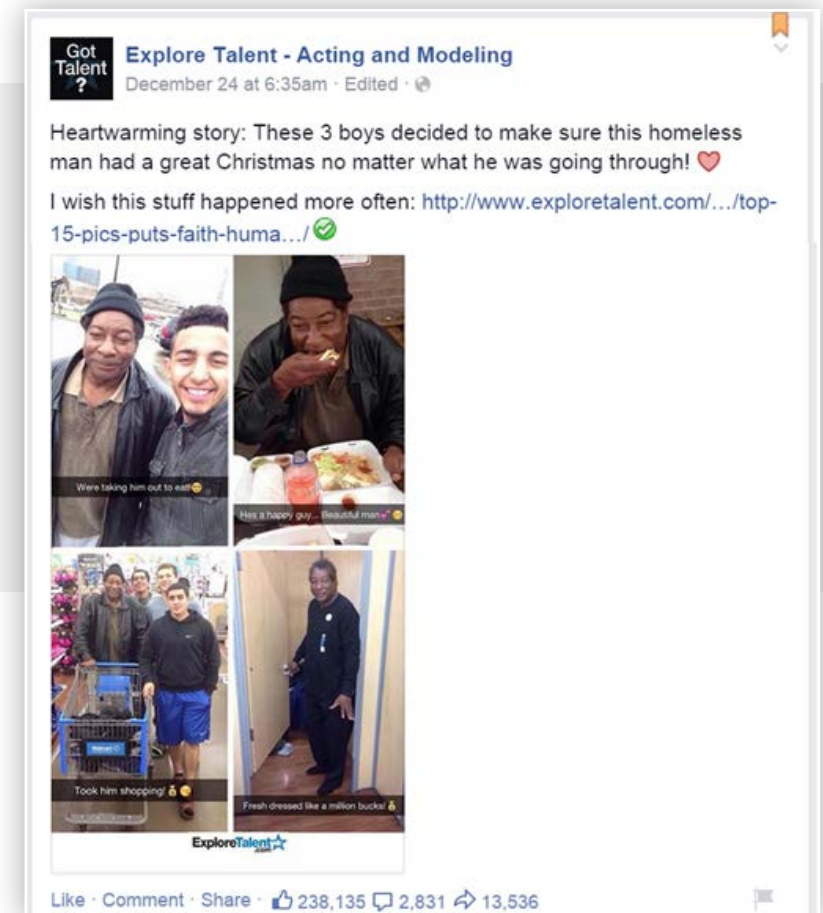 Got
Talent
?
Explore Talent - Acting and Modeling
December 24 at 6:35am · Edited ·
Heartwarming story: These 3 boys decided to make sure this homeless
man had a great Christmas no matter what he was going through!
I wish this stuff happened more often: http://www.exploretalent.com/.../top-
15-pics-puts-faith-huma.../
Were taking him out to eat!
Hes a happy guy... Beautiful man
Walmart
Took him shopping!
Fresh dressed like a million bucks!
ExploreTalent
.com
Like · Comment · Share · 238,135 2,831 13,536